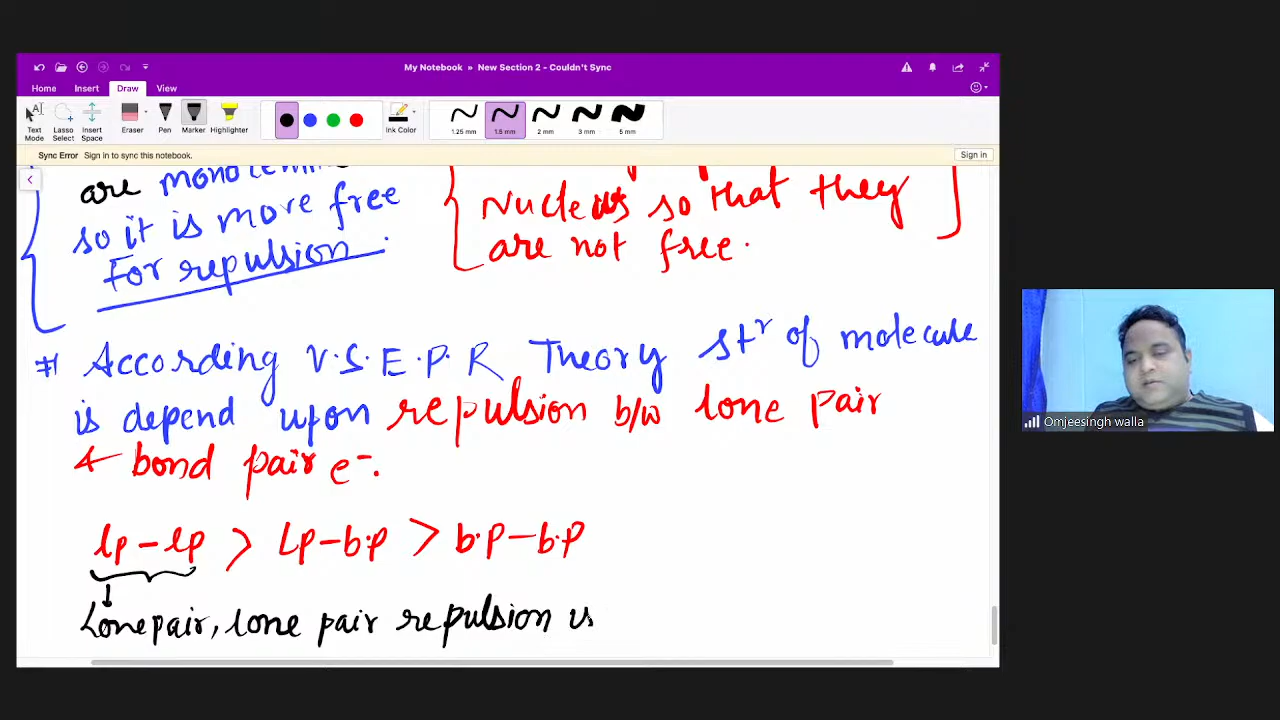 My Notebook » New Section 2 - Couldn't Sync
Home Insert Draw View
Text Mode
Lasso Select
Insert Space
Eraser
Pen
Marker
Highlighter
Ink Color
1.25 mm
1.5 mm
2 mm
3 mm
5 mm
Sync Error Sign in to sync this notebook.
Sign in
are
so it is more free
For repulsion.
Nucleus so that they
are not free.
# According V.S.E.P.R Theory str of molecule
is depend upon repulsion b/w lone pair
& bond pair e-.
lp-lp > Lp-b.p > b.p-b.p
Lone pair, lone pair repulsion is
Omjeesingh walla